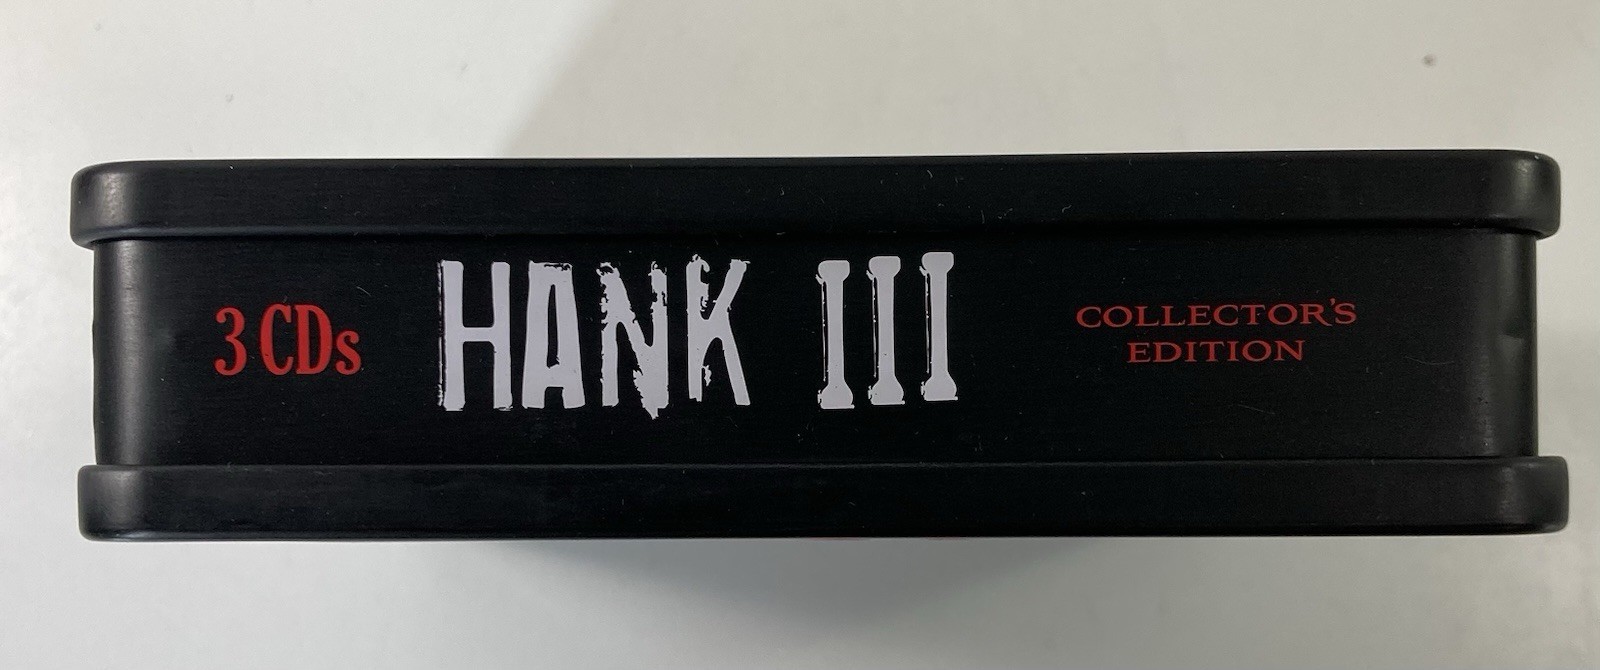 3 CDs
HANK III
COLLECTOR'S
EDITION